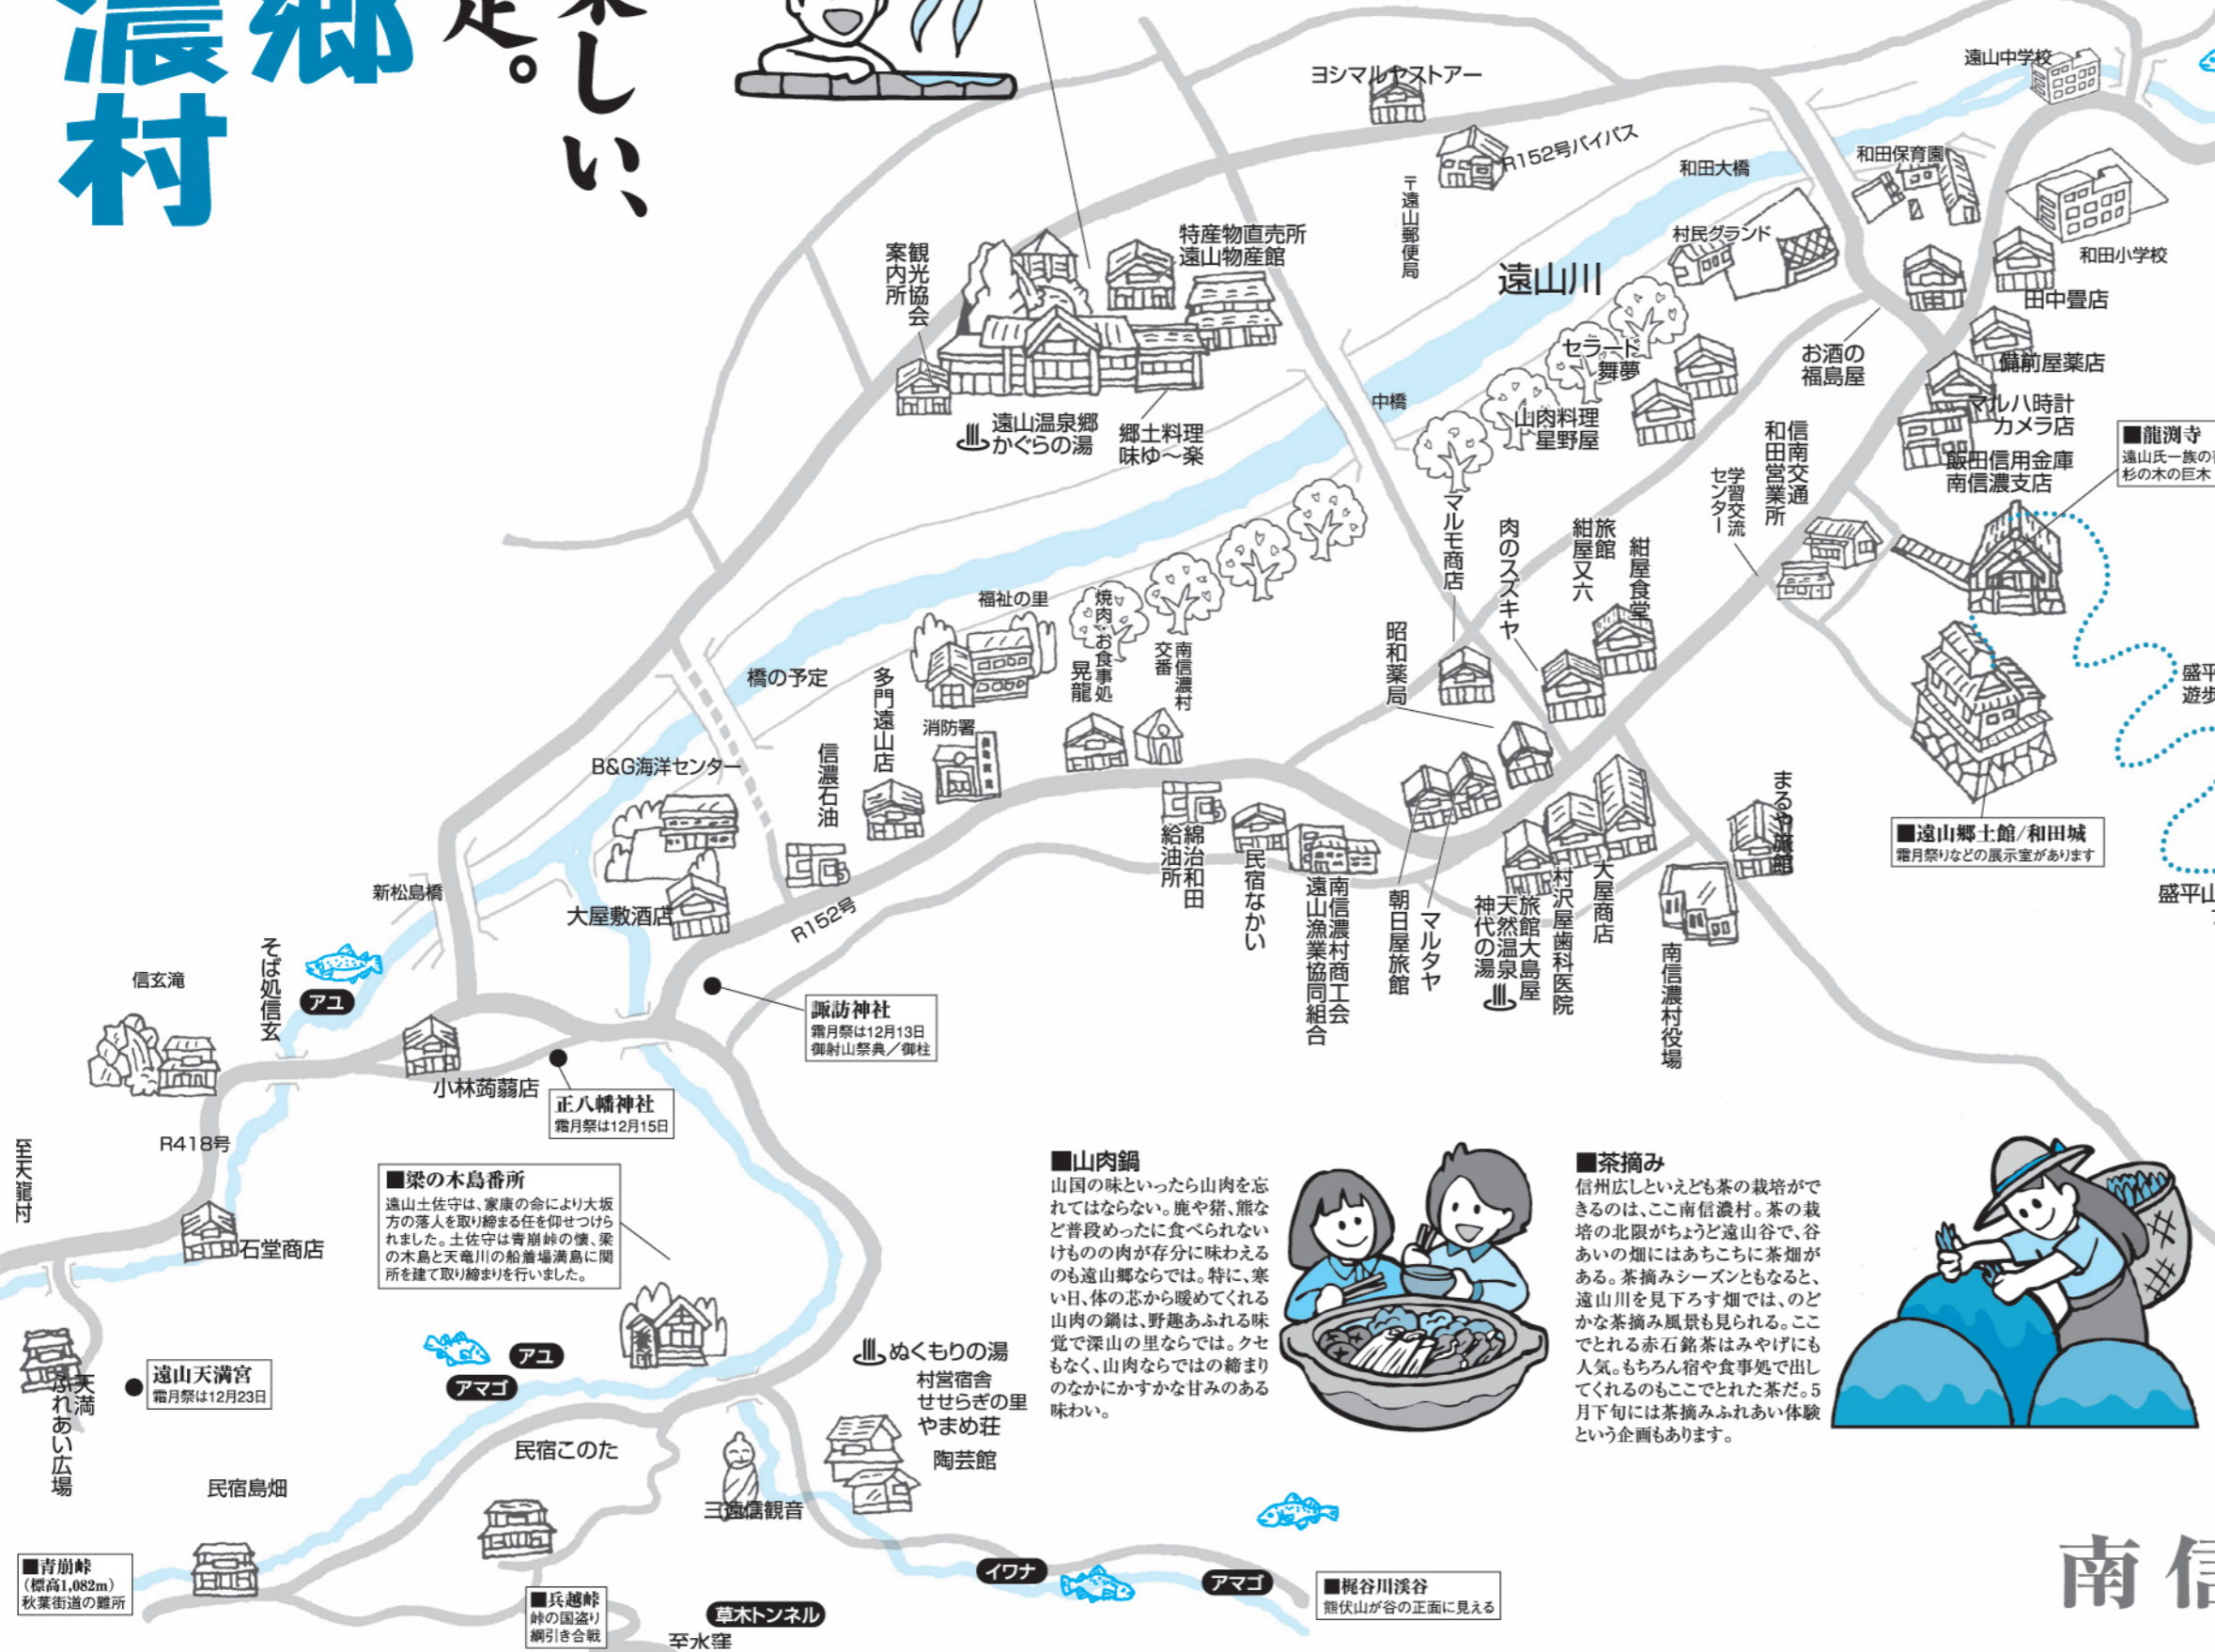 郷
濃村
しい、
定。
ヨシマルヤストアー
遠山中学校
R152号バイパス
〒遠山郵便局
和田大橋
和田保育園
和田小学校
村民グランド
遠山川
田中畳店
備前屋薬店
マルハ時計
カメラ店
飯田信用金庫
南信濃支店
お酒の
福島屋
特産物直売所
遠山物産館
観光協会
案内所
遠山温泉郷
かぐらの湯
郷土料理
味ゆ〜楽
中橋
セラード
舞夢
山肉料理
星野屋
信南交通
和田営業所
学習交流
センター
■龍渕寺
遠山氏一族の
杉の木の巨木
マルモ商店
肉のスズキヤ
旅館
紺屋又六
紺屋食堂
昭和薬局
福祉の里
焼肉・お食事処
晃龍
南信濃村
交番
橋の予定
多門遠山店
消防署
信濃石油
B&G海洋センター
大屋敷酒店
新松島橋
R152号
綿治和田
給油所
民宿なかい
南信濃村商工会
遠山漁業協同組合
朝日屋旅館
マルタヤ
旅館大島屋
天然温泉
神代の湯
村沢屋歯科医院
大屋商店
まるや旅館
南信濃村役場
■遠山郷土館/和田城
霜月祭りなどの展示室があります
盛平
遊歩
盛平山
信玄滝
そば処信玄
アユ
小林蒟蒻店
諏訪神社
霜月祭は12月13日
御射山祭典／御柱
正八幡神社
霜月祭は12月15日
R418号
至天龍村
石堂商店
■梁の木島番所
遠山土佐守は、家康の命により大坂
方の落人を取り締まる任を仰せつけら
れました。土佐守は青崩峠の懐、梁
の木島と天竜川の船着場満島に関
所を建て取り締まりを行いました。
天満
ふれあい広場
遠山天満宮
霜月祭は12月23日
アユ
アマゴ
民宿このた
民宿島畑
■青崩峠
（標高1,082m）
秋葉街道の難所
■兵越峠
峠の国盗り
綱引き合戦
草木トンネル
至水窪
三遠信観音
ぬくもりの湯
村営宿舎
せせらぎの里
やまめ荘
陶芸館
イワナ
アマゴ
■梶谷川渓谷
熊伏山が谷の正面に見える
■山肉鍋
山国の味といったら山肉を忘
れてはならない。鹿や猪、熊な
ど普段めったに食べられない
けものの肉が存分に味わえる
のも遠山郷ならでは。特に、寒
い日、体の芯から暖めてくれる
山肉の鍋は、野趣あふれる味
覚で深山の里ならでは。クセ
もなく、山肉ならではの締まり
のなかにかすかな甘みのある
味わい。
■茶摘み
信州広しといえども茶の栽培がで
きるのは、ここ南信濃村。茶の栽
培の北限がちょうど遠山谷で、谷
あいの畑にはあちこちに茶畑が
ある。茶摘みシーズンともなると、
遠山川を見下ろす畑では、のど
かな茶摘み風景も見られる。ここ
でとれる赤石銘茶はみやげにも
人気。もちろん宿や食事処で出し
てくれるのもここでとれた茶だ。5
月下旬には茶摘みふれあい体験
という企画もあります。
南信